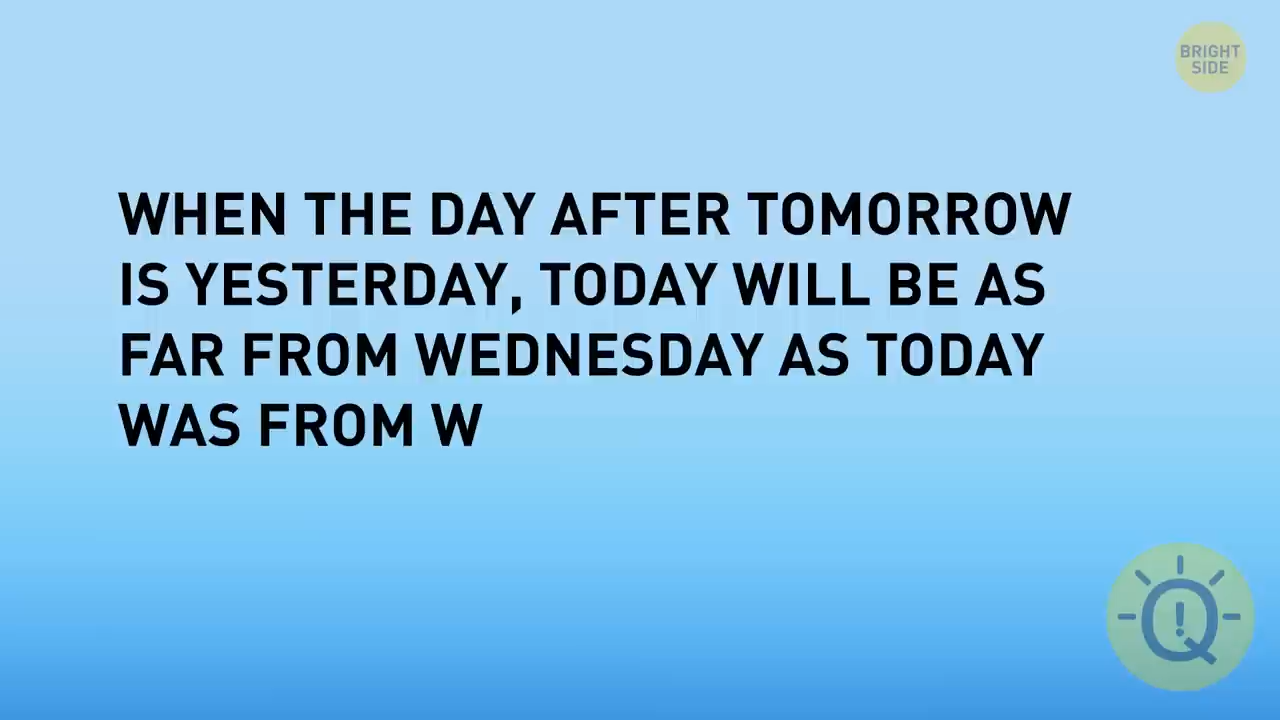 BRIGHT
SIDE
WHEN THE DAY AFTER TOMORROW
IS YESTERDAY, TODAY WILL BE AS
FAR FROM WEDNESDAY AS TODAY
WAS FROM W
Q!